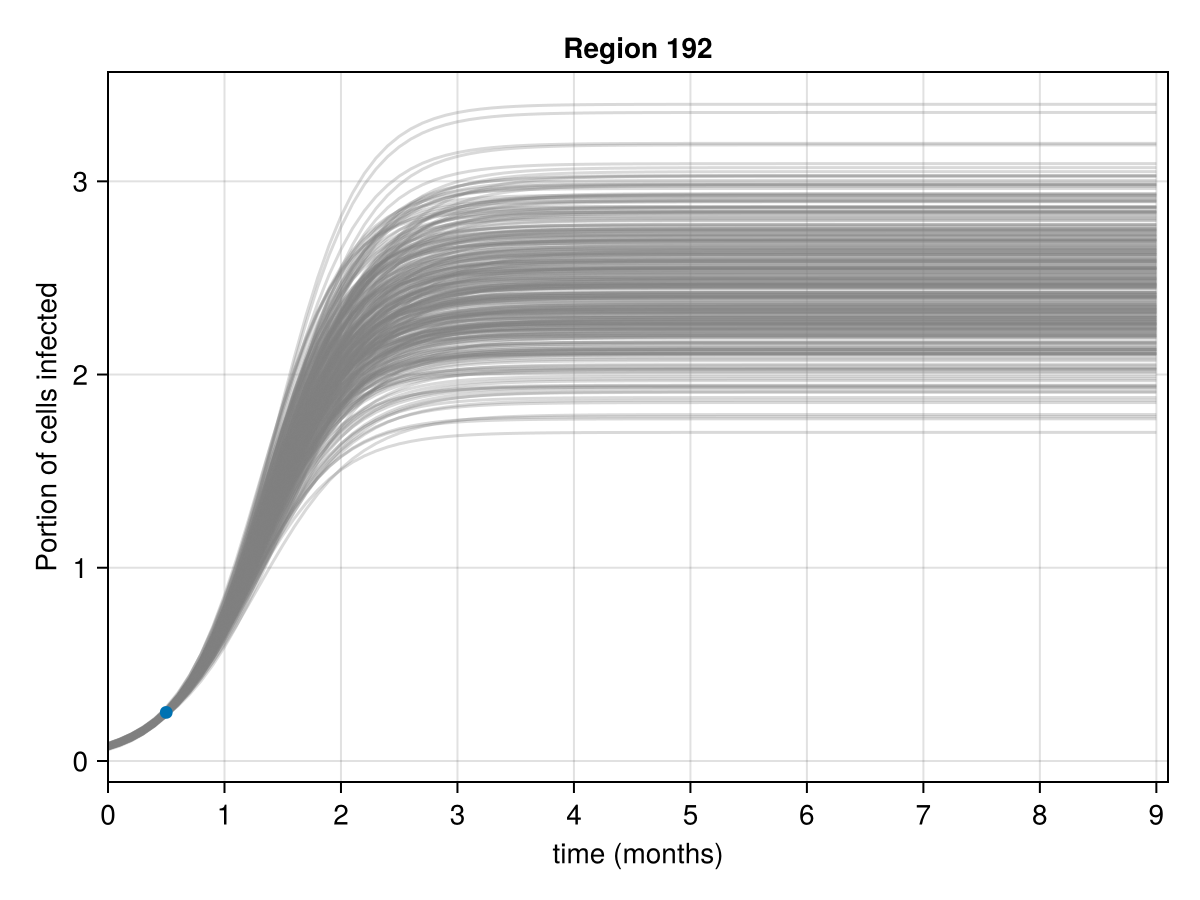 Region 192
Portion of cells infected
3
2
1
0
0 1 2 3 4 5 6 7 8 9
time (months)